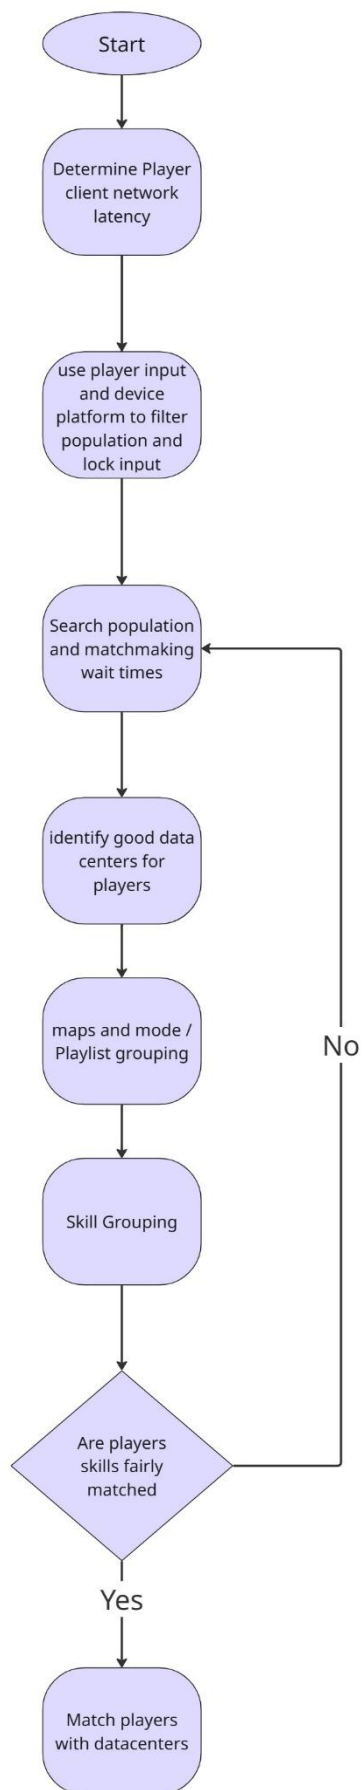 Start
Determine Player
client network
latency
use player input
and device
platform to filter
population and
lock input
Search population
and matchmaking
wait times
identify good data
centers for
players
maps and mode /
Playlist grouping
No
Skill Grouping
Are players
skills fairly
matched
Yes
Match players
with datacenters